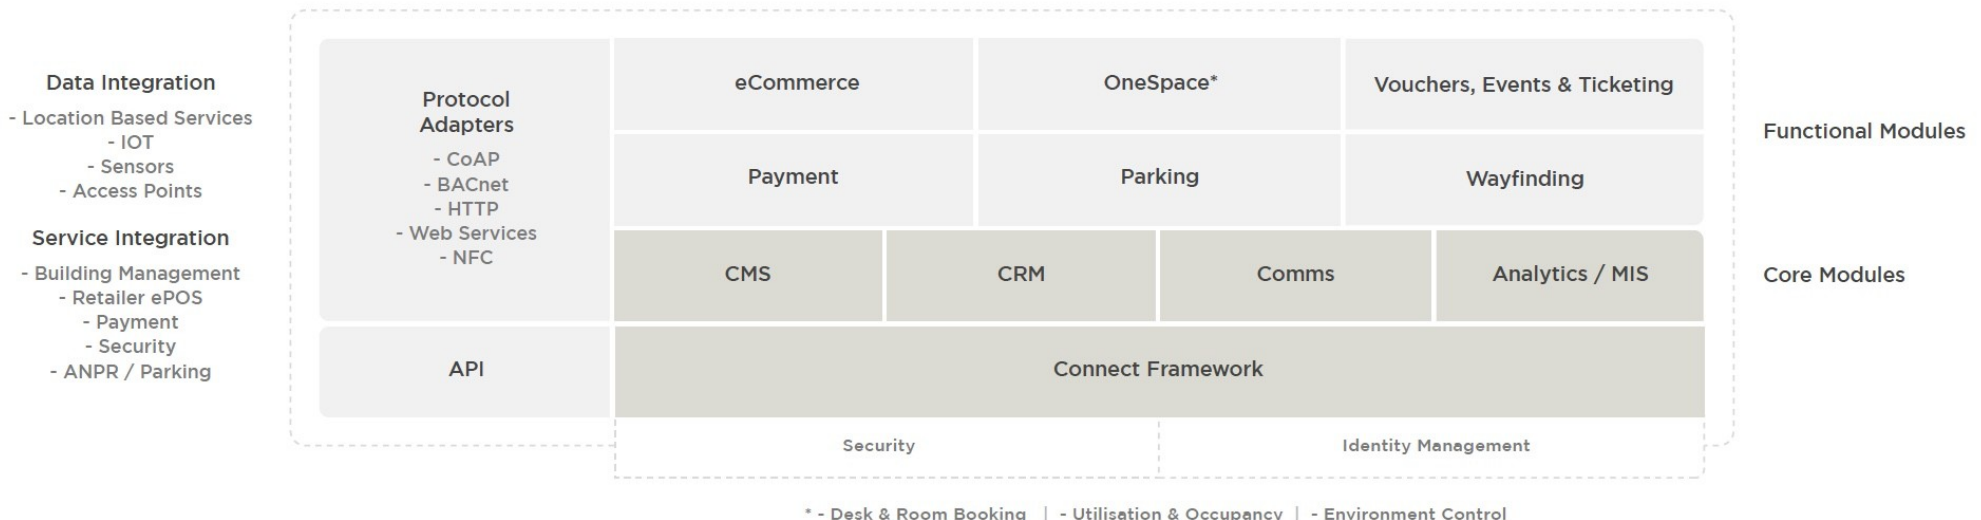 Data Integration
- Location Based Services
- IOT
- Sensors
- Access Points
Service Integration
- Building Management
- Retailer ePOS
- Payment
- Security
- ANPR / Parking
Protocol
Adapters
- CoAP
- BACnet
- HTTP
- Web Services
- NFC
API
eCommerce
OneSpace*
Vouchers, Events & Ticketing
Payment
Parking
Wayfinding
CMS
CRM
Comms
Analytics / MIS
Connect Framework
Security
Identity Management
Functional Modules
Core Modules
* - Desk & Room Booking | - Utilisation & Occupancy | - Environment Control